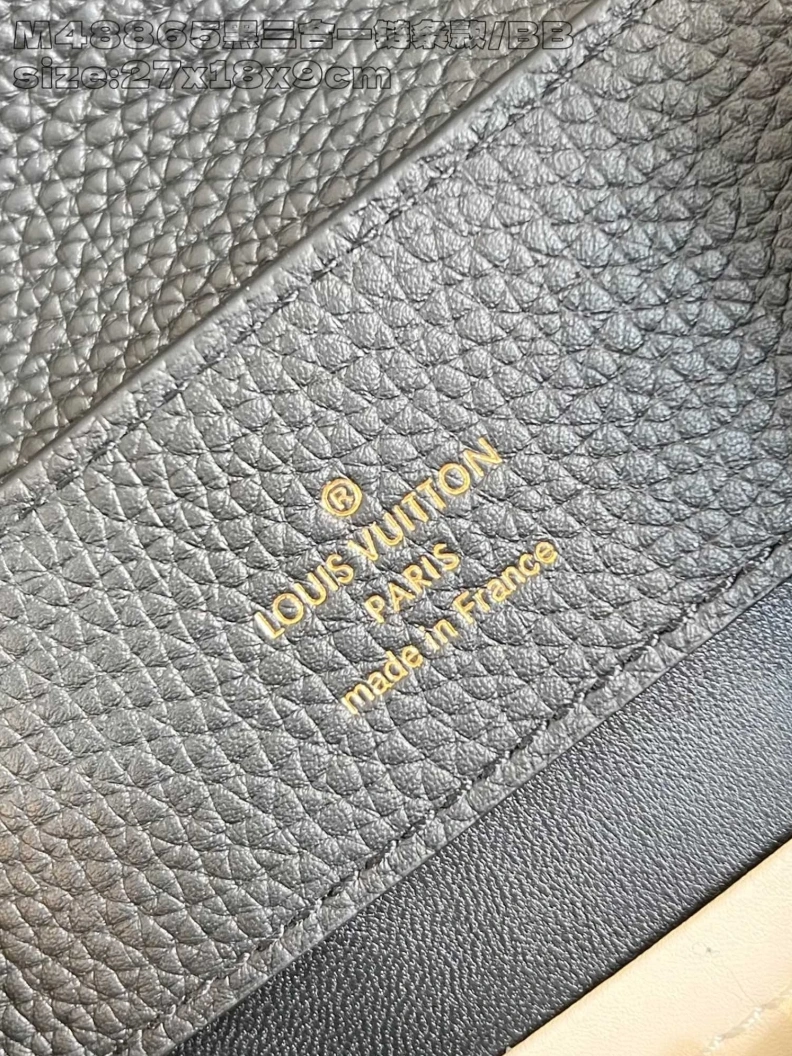 M48865黑三合一链条款/BB
size:27x18x9cm
®
LOUIS VUITTON
PARIS
made in France